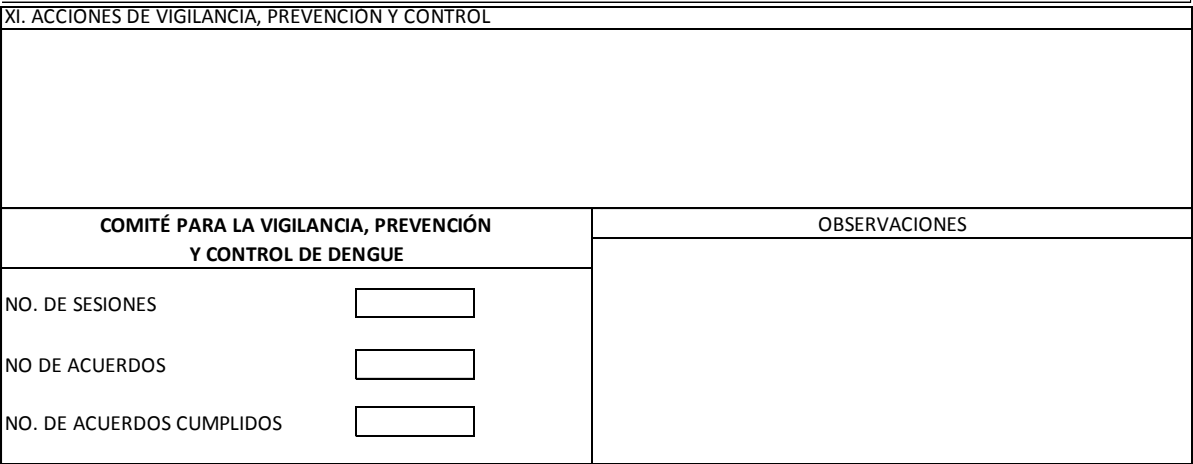 XI. ACCIONES DE VIGILANCIA, PREVENCION Y CONTROL
COMITÉ PARA LA VIGILANCIA, PREVENCIÓN
Y CONTROL DE DENGUE
OBSERVACIONES
NO. DE SESIONES
NO DE ACUERDOS
NO. DE ACUERDOS CUMPLIDOS